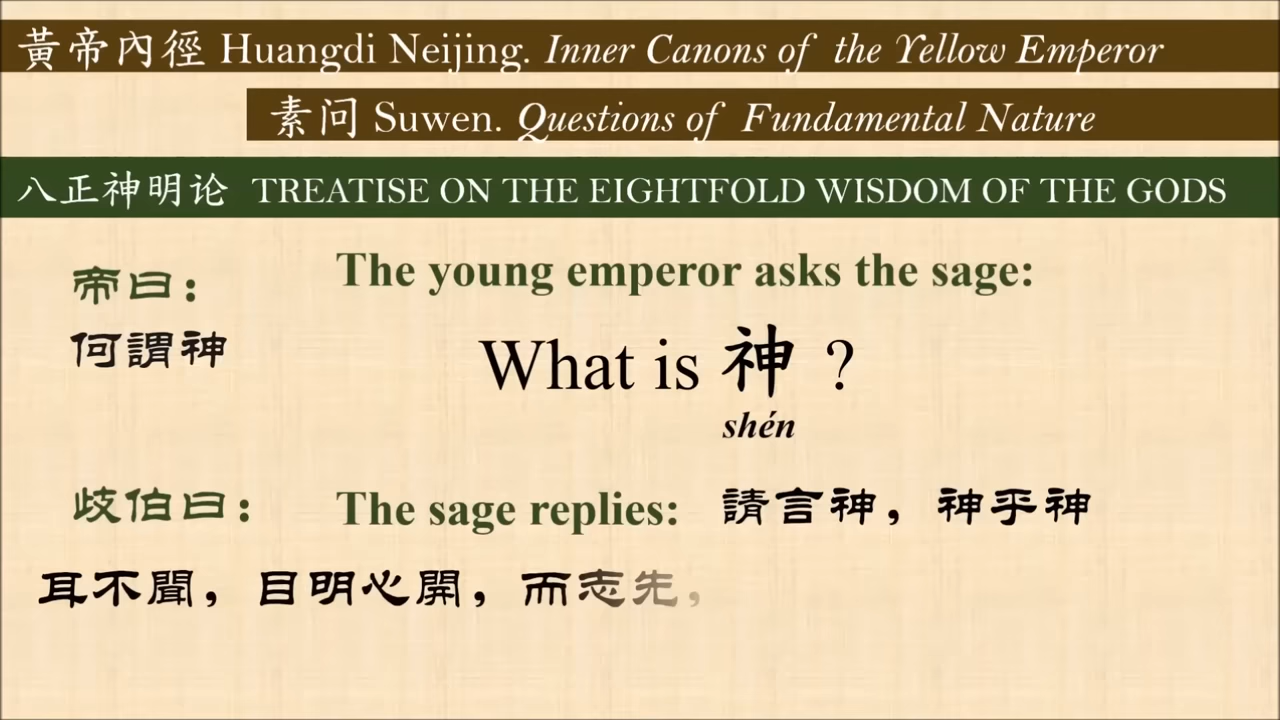 黃帝內徑 Huangdi Neijing. Inner Canons of the Yellow Emperor
素问 Suwen. Questions of Fundamental Nature
八正神明论 TREATISE ON THE EIGHTFOLD WISDOM OF THE GODS
帝曰： The young emperor asks the sage:
何謂神
What is 神 ?
shén
歧伯曰： The sage replies: 請言神，神乎神
耳不聞，目明心開，而志先，